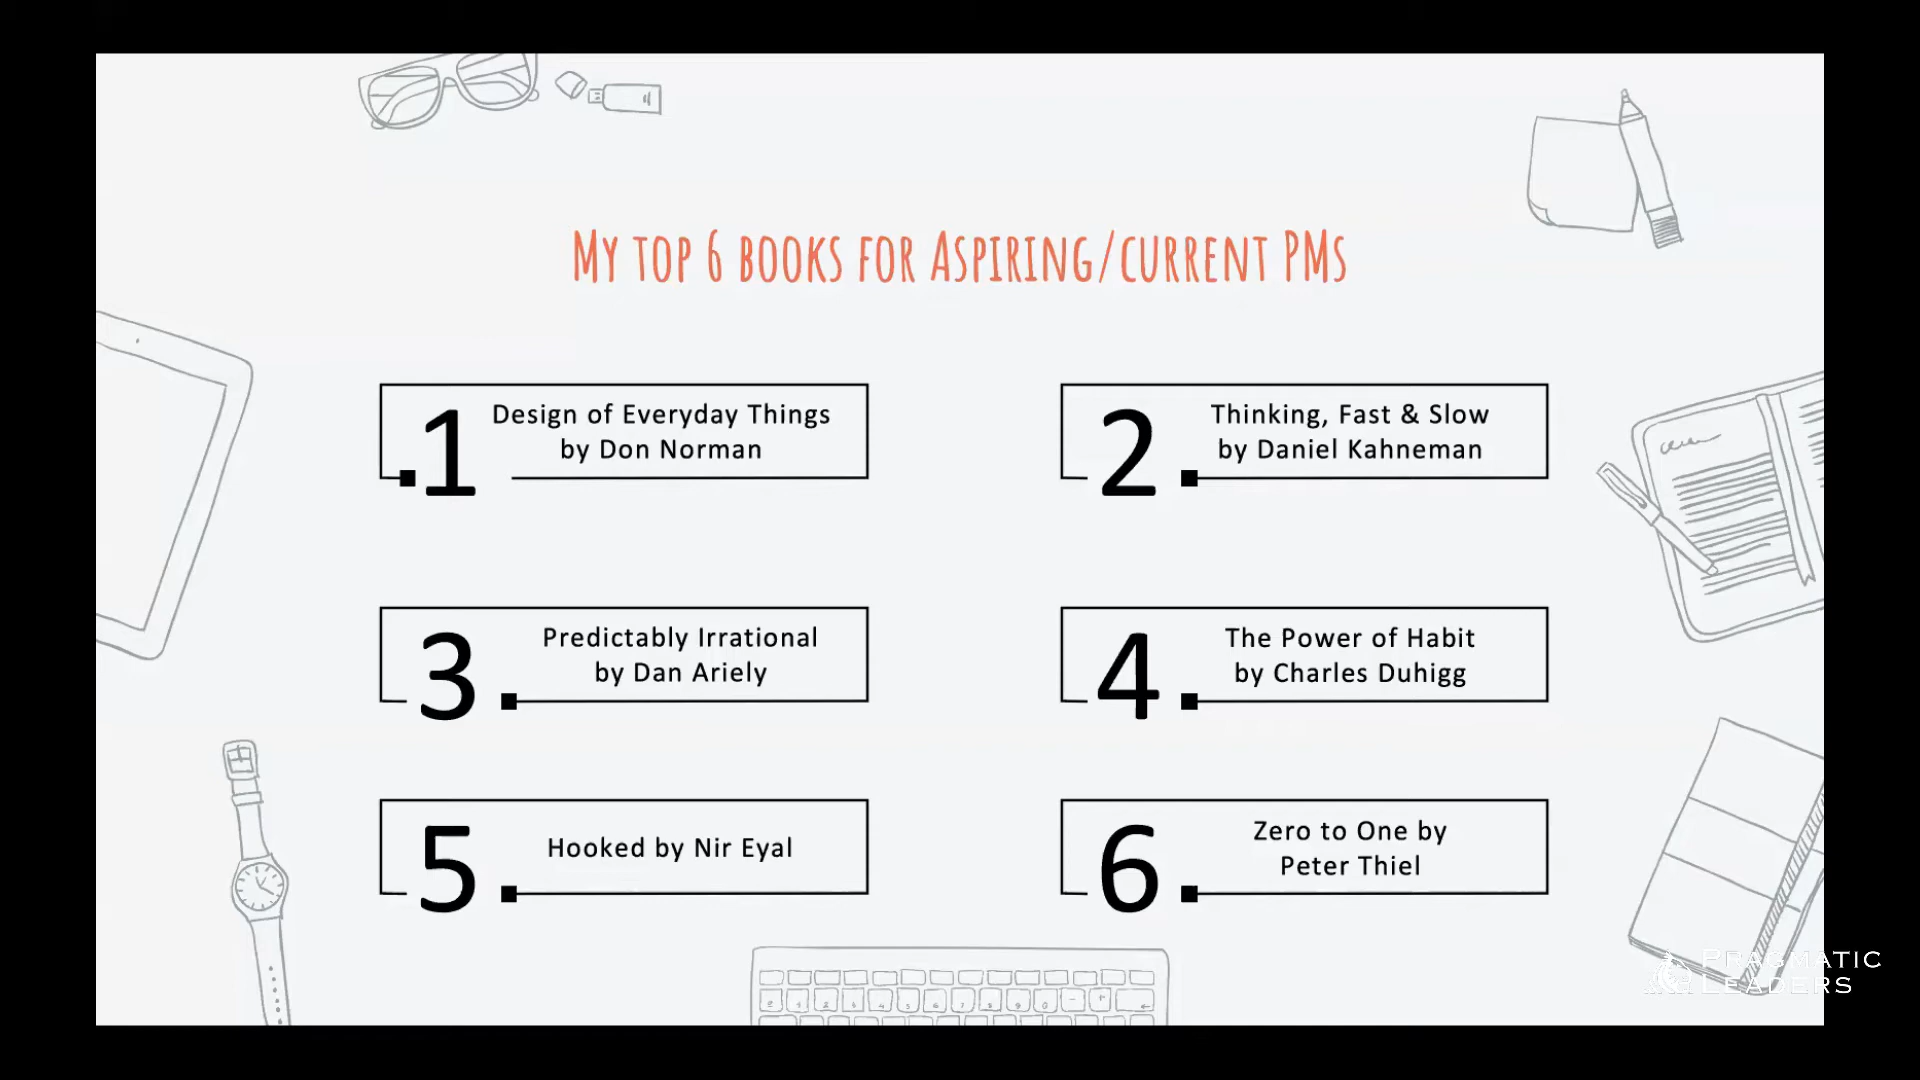 My top 6 books for Aspiring/current PMs
.1
Design of Everyday Things
by Don Norman
2.
Thinking, Fast & Slow
by Daniel Kahneman
3.
Predictably Irrational
by Dan Ariely
4.
The Power of Habit
by Charles Duhigg
5.
Hooked by Nir Eyal
6.
Zero to One by
Peter Thiel
PRAGMATIC
LEADERS